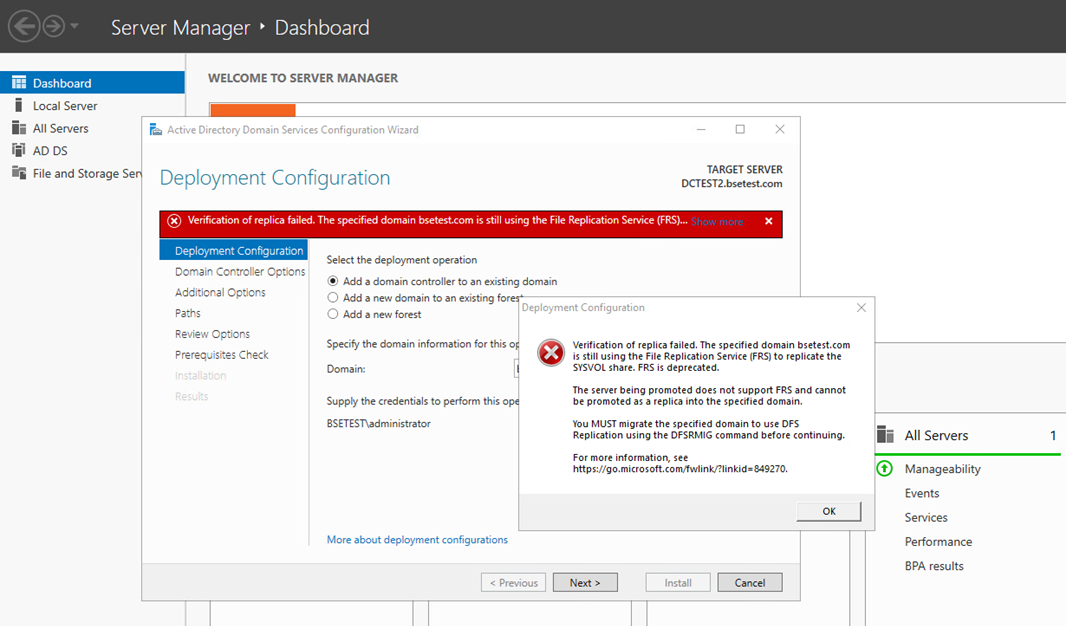 Server Manager ‣ Dashboard
Dashboard
Local Server
All Servers
AD DS
File and Storage Serv
WELCOME TO SERVER MANAGER
Active Directory Domain Services Configuration Wizard
Deployment Configuration
TARGET SERVER
DCTEST2.bsetest.com
Verification of replica failed. The specified domain bsetest.com is still using the File Replication Service (FRS)... Show more
Deployment Configuration
Domain Controller Options
Additional Options
Paths
Review Options
Prerequisites Check
Installation
Results
Select the deployment operation
Add a domain controller to an existing domain
Add a new domain to an existing forest
Add a new forest
Specify the domain information for this op
Domain:
Supply the credentials to perform this ope
BSETEST\administrator
More about deployment configurations
< Previous
Next >
Install
Cancel
Deployment Configuration
Verification of replica failed. The specified domain bsetest.com
is still using the File Replication Service (FRS) to replicate the
SYSVOL share. FRS is deprecated.
The server being promoted does not support FRS and cannot
be promoted as a replica into the specified domain.
You MUST migrate the specified domain to use DFS
Replication using the DFSRMIG command before continuing.
For more information, see
https://go.microsoft.com/fwlink/?linkid=849270.
OK
All Servers 1
Manageability
Events
Services
Performance
BPA results